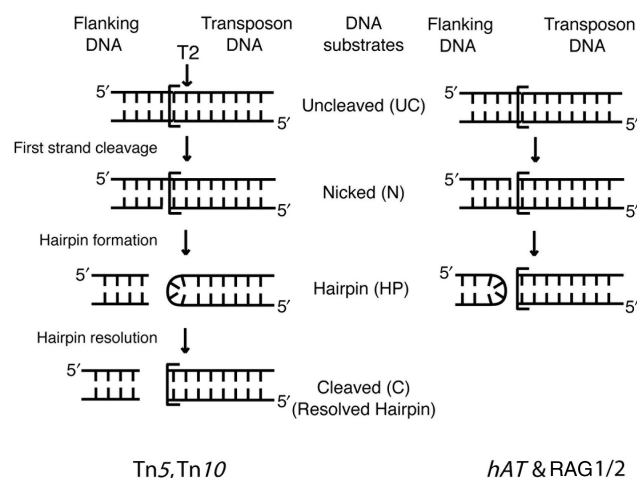 Flanking DNA
Transposon DNA
DNA substrates
Flanking DNA
Transposon DNA
T2
5′
5′
Uncleaved (UC)
5′
5′
First strand cleavage
5′
5′
Nicked (N)
5′
5′
Hairpin formation
5′
5′
Hairpin (HP)
5′
5′
Hairpin resolution
5′
5′
Cleaved (C)
(Resolved Hairpin)
Tn5,Tn10
hAT & RAG1/2